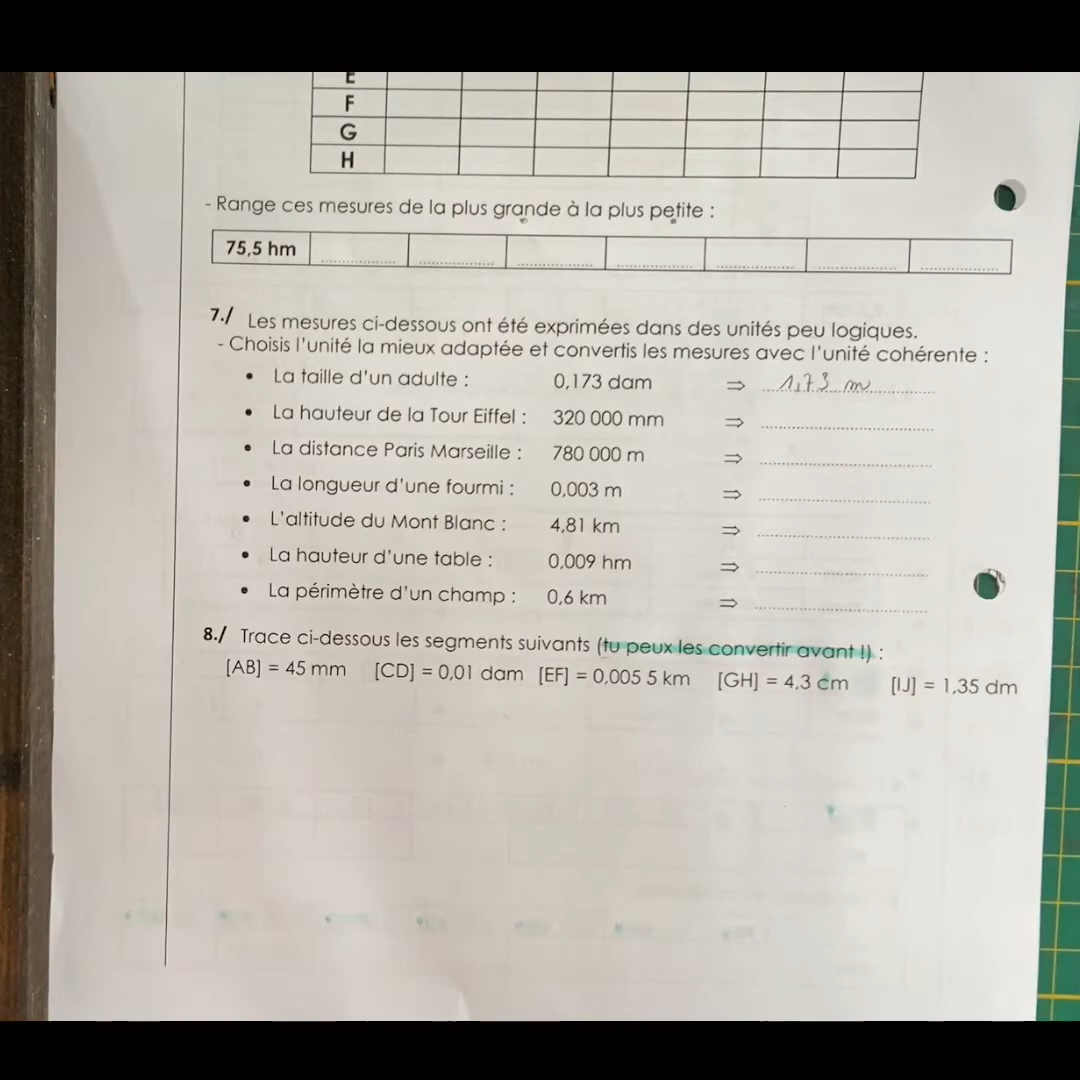 E
F
G
H
- Range ces mesures de la plus grande à la plus petite :
75,5 hm
7./ Les mesures ci-dessous ont été exprimées dans des unités peu logiques.
- Choisis l'unité la mieux adaptée et convertis les mesures avec l'unité cohérente :
• La taille d'un adulte : 0,173 dam ⇒ 1,73 m
• La hauteur de la Tour Eiffel : 320 000 mm ⇒
• La distance Paris Marseille : 780 000 m ⇒
• La longueur d'une fourmi : 0,003 m ⇒
• L'altitude du Mont Blanc : 4,81 km ⇒
• La hauteur d'une table : 0,009 hm ⇒
• La périmètre d'un champ : 0,6 km ⇒
8./ Trace ci-dessous les segments suivants (tu peux les convertir avant !) :
[AB] = 45 mm [CD] = 0,01 dam [EF] = 0,005 5 km [GH] = 4,3 cm [IJ] = 1,35 dm